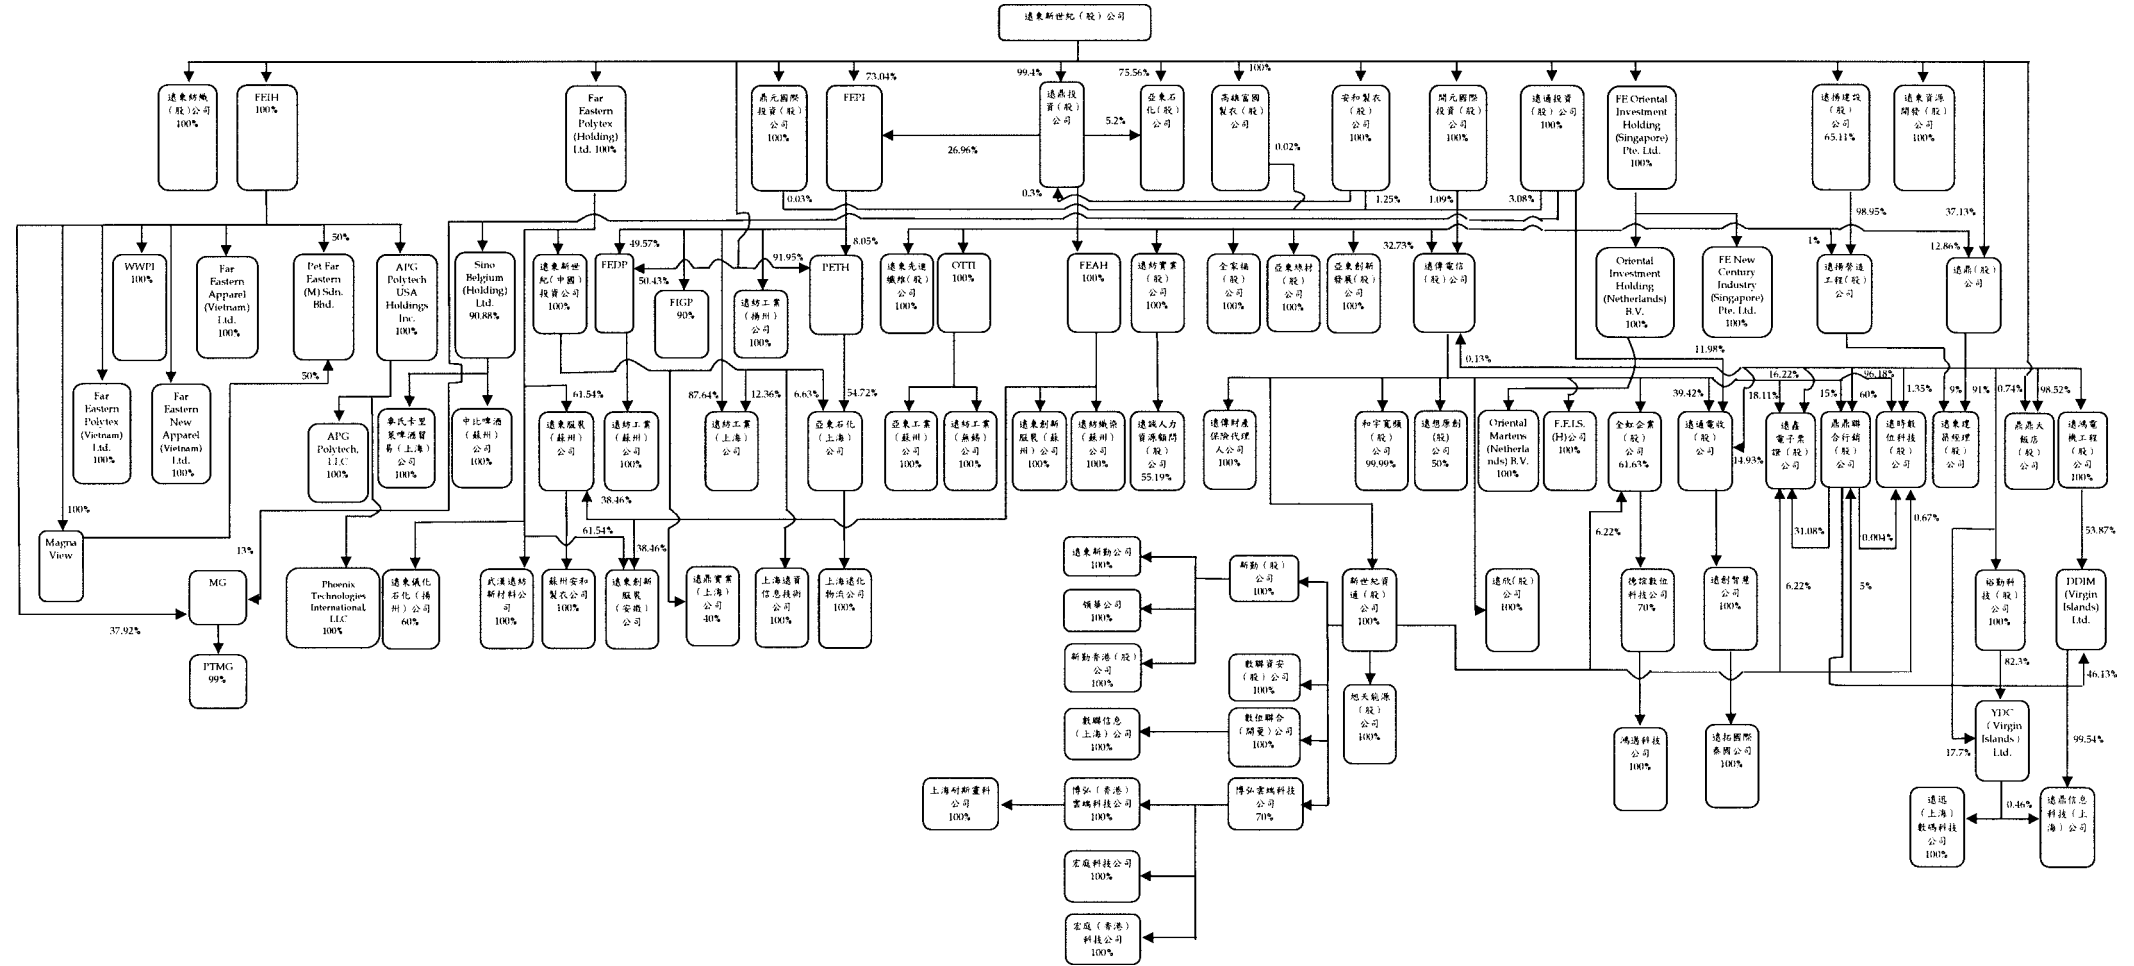 遠東新世紀（股）公司
73.04%
99.4%
75.56%
100%
遠東紡織
（股）公司
100%
FEIH
100%
Far
Eastern
Polytex
(Holding)
Ltd. 100%
鼎元國際
投資（股）
公司
100%
FEPI
遠鼎投
資（股）
公司
亞東石
化（股）
公司
高雄富國
製衣（股）
公司
安和製衣
（股）
公司
100%
開元國際
投資（股）
公司
100%
遠通投資
（股）公司
100%
FE Oriental
Investment
Holding
(Singapore)
Pte. Ltd.
100%
遠揚建設
（股）
公司
65.11%
遠東資源
開發（股）
公司
100%
26.96%
5.2%
0.02%
0.03%
0.3%
1.25%
1.09%
3.08%
98.95%
37.13%
50%
49.57%
8.05%
91.95%
50.43%
32.73%
1%
12.86%
WWPI
100%
Far
Eastern
Apparel
(Vietnam)
Ltd.
100%
Pet Far
Eastern
(M) Sdn.
Bhd.
APG
Polytech
USA
Holdings
Inc.
100%
Sino
Belgium
(Holding)
Ltd.
90.88%
遠東新世
紀(中國)
投資公司
100%
FEDP
FIGP
90%
遠紡工業
（揚州）
公司
100%
PETH
遠東先進
纖維(股)
公司
100%
OTTI
100%
FEAH
100%
遠紡實業
（股）
公司
100%
全家福
（股）
公司
100%
亞東綠材
（股）
公司
100%
亞東創新
發展(股)
公司
100%
遠傳電信
（股）公司
Oriental
Investment
Holding
(Netherlands)
B.V.
100%
FE New
Century
Industry
(Singapore)
Pte. Ltd.
100%
遠揚營造
工程(股)
公司
遠鼎(股)
公司
50%
0.13%
11.98%
61.54%
87.64%
12.36%
6.63%
54.72%
39.42%
16.22%
18.11%
96.18%
15%
60%
1.35%
9%
91%
0.74%
98.52%
Far
Eastern
Polytex
(Vietnam)
Ltd.
100%
Far
Eastern
New
Apparel
(Vietnam)
Ltd.
100%
APG
Polytech,
LLC
100%
拿氏卡里
萊啤酒貿
易（上海）
公司
100%
中比啤酒
（蘇州）
公司
100%
遠東服裝
（蘇州）
公司
遠紡工業
（蘇州）
公司
100%
遠紡工業
（上海）
公司
亞東石化
（上海）
公司
亞東工業
（蘇州）
公司
100%
遠紡工業
（無錫）
公司
100%
遠東創新
服裝（蘇
州）公司
100%
遠紡織染
（蘇州）
公司
100%
遠誠人力
資源顧問
（股）
公司
55.19%
遠傳財產
保險代理
人公司
100%
和宇寬頻
（股）
公司
99.99%
遠想原創
(股)
公司
50%
Oriental
Martens
(Netherla
nds) B.V.
100%
F.E.I.S.
(H)公司
100%
全虹企業
（股）
公司
61.63%
遠通電收
（股）
公司
遠鑫
電子票
證（股）
公司
鼎鼎聯
合行銷
（股）
公司
遠時數
位科技
（股）
公司
遠東建
築經理
（股）
公司
鼎鼎大
飯店
（股）
公司
遠鴻電
機工程
（股）
公司
100%
14.93%
38.46%
100%
61.54%
38.46%
13%
6.22%
31.08%
0.004%
0.67%
53.87%
Magna
View
MG
Phoenix
Technologies
International,
LLC
100%
遠東儀化
石化（揚
州）公司
60%
武漢遠紡
新材料公
司
100%
蘇州安和
製衣公司
100%
遠東創新
服裝
（安徽）
公司
遠鼎實業
（上海）
公司
40%
上海遠資
信息技術
公司
100%
上海遠化
物流公司
100%
遠東新勤公司
100%
新勤（股）
公司
100%
新世紀資
通（股）
公司
100%
遠欣(股)
公司
100%
德誼數位
科技公司
70%
遠創智慧
公司
100%
6.22%
5%
裕勤科
技（股）
公司
100%
DDIM
(Virgin
Islands)
Ltd.
37.92%
領華公司
100%
新勤香港（股）
公司
100%
PTMG
99%
數聯資安
（股）公司
100%
旭天能源
（股）
公司
100%
82.3%
46.13%
數聯信息
（上海）公司
100%
數位聯合
（開曼）公司
100%
鴻邁科技
公司
100%
遠拓國際
泰國公司
100%
YDC
( Virgin
Islands )
Ltd.
17.7%
99.54%
上海耐斯畫科
公司
100%
博弘（香港）
雲端科技公司
100%
博弘雲端科技
公司
70%
0.46%
遠迅
（上海）
數碼科技
公司
100%
遠鼎信息
科技（上
海）公司
宏庭科技公司
100%
宏庭（香港）
科技公司
100%